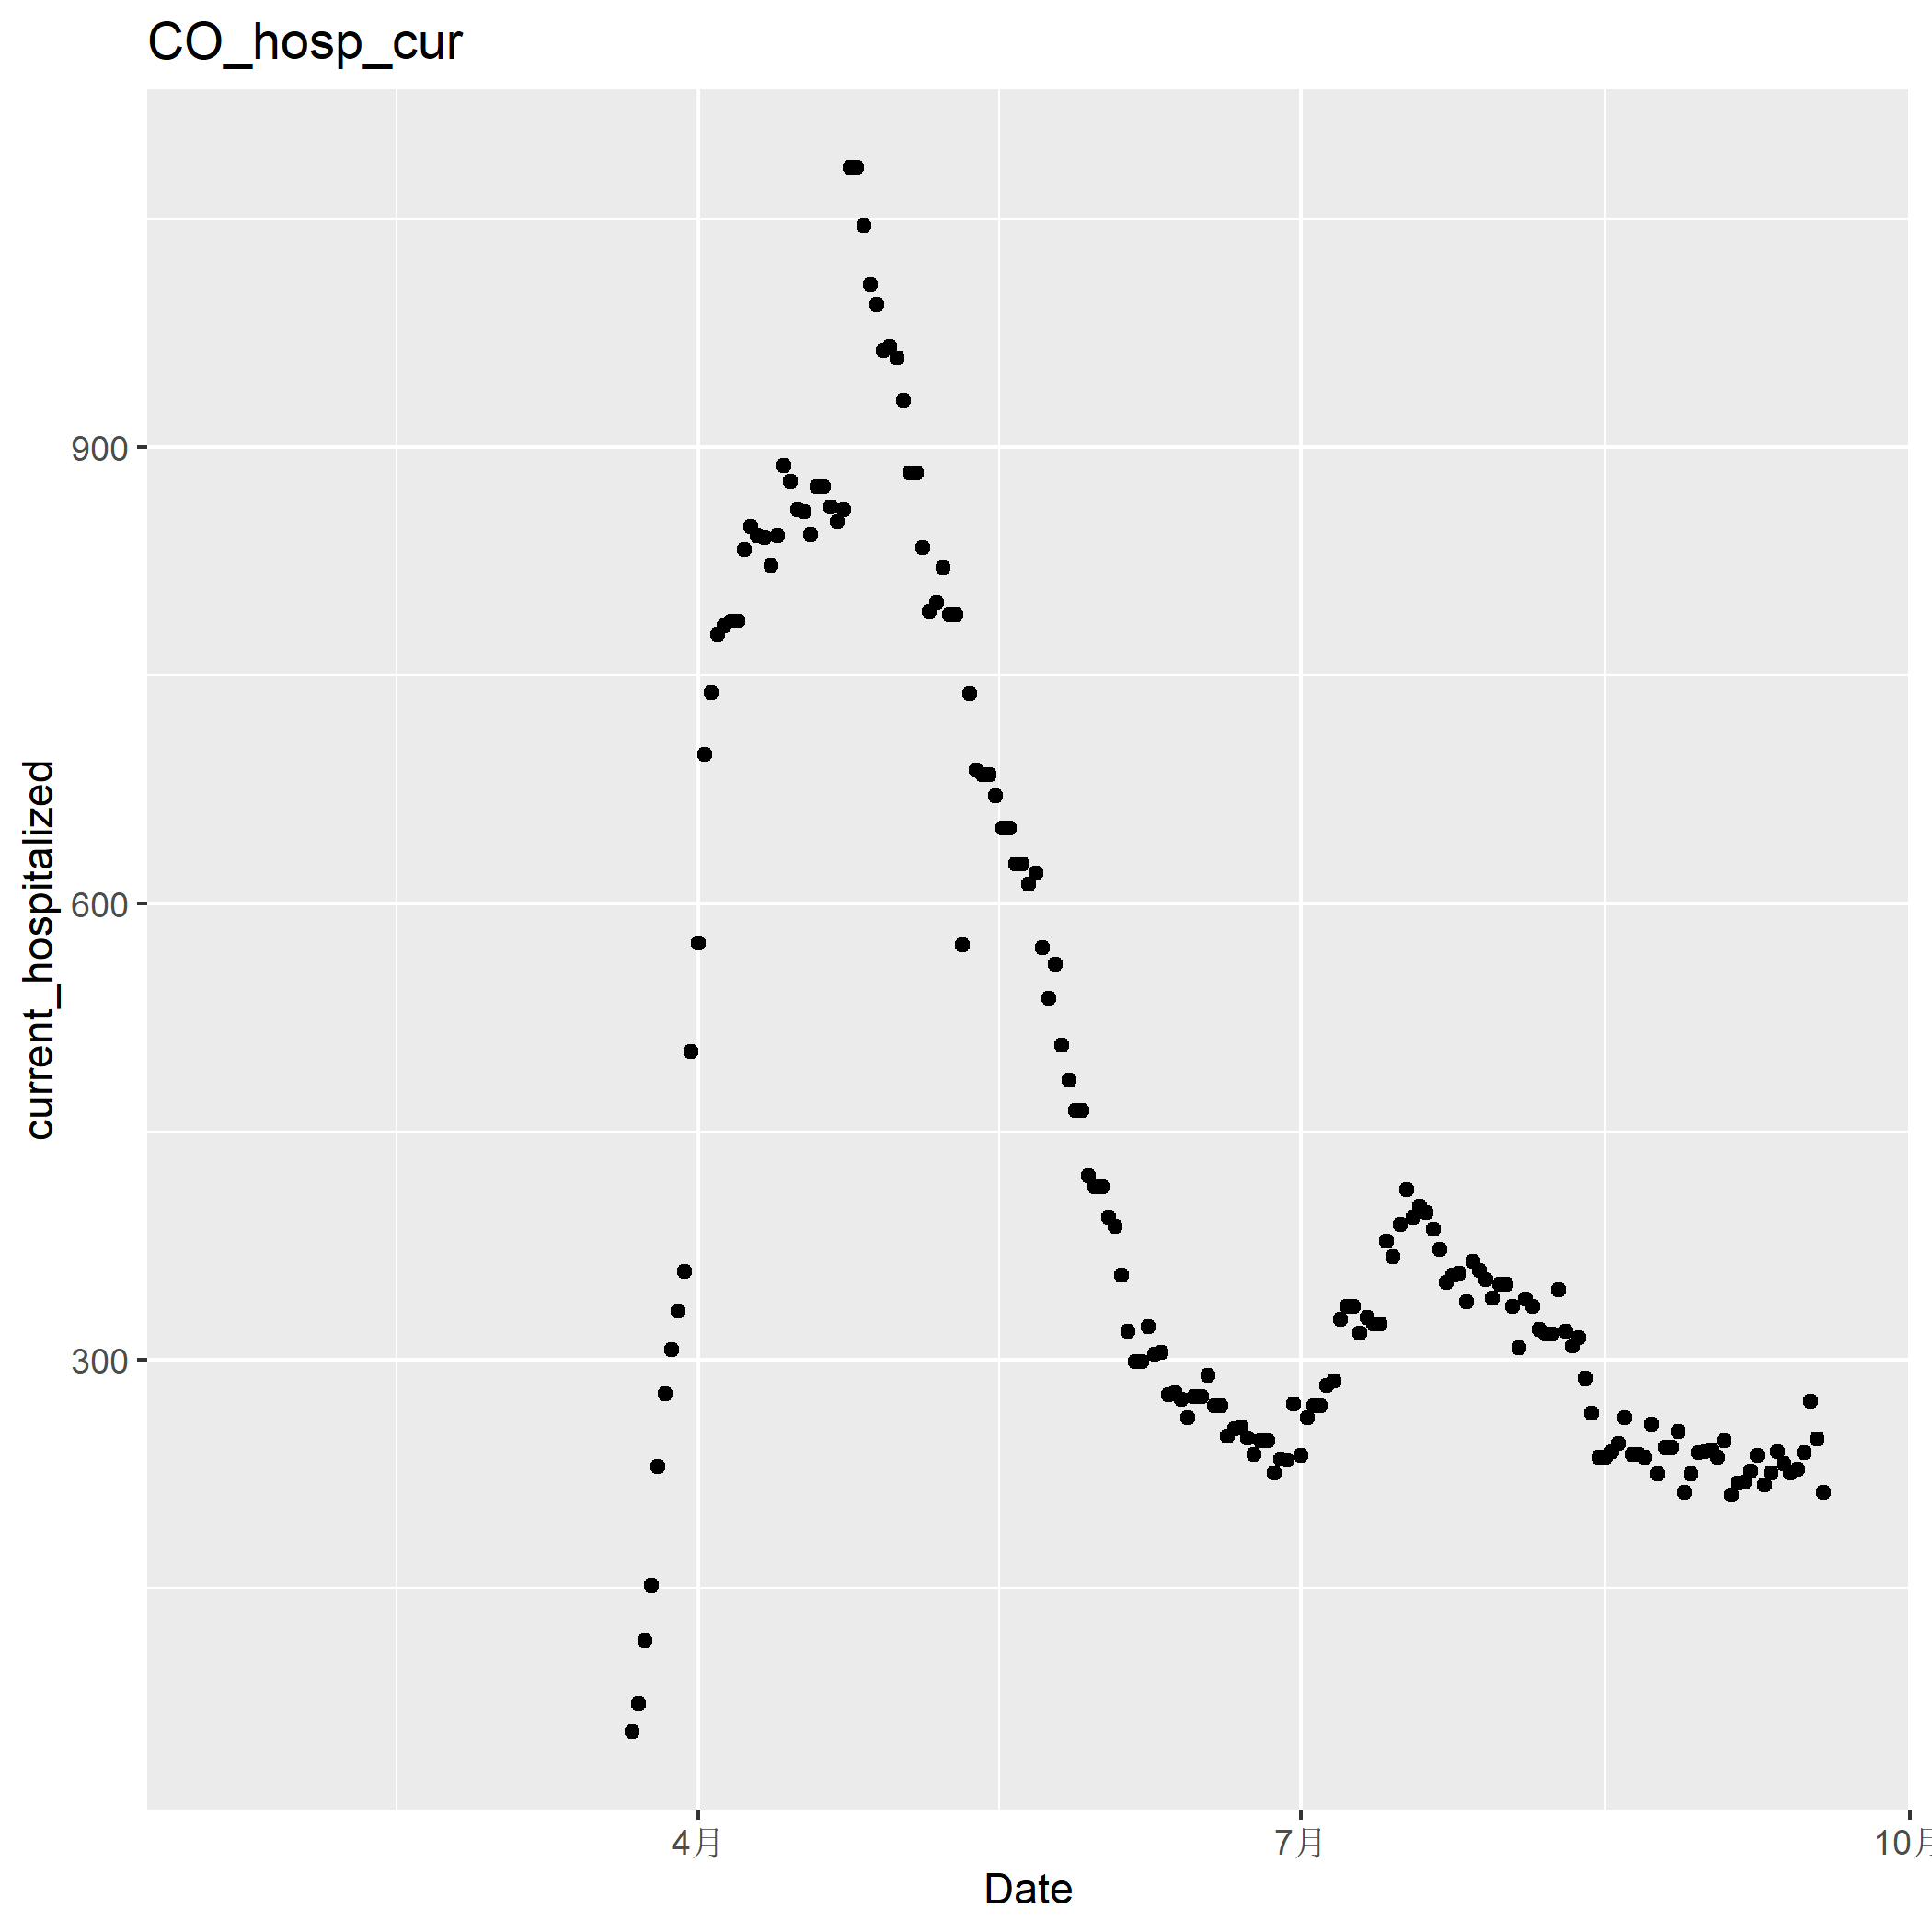 CO_hosp_cur
current_hospitalized
900
600
300
4月
7月
10月
Date